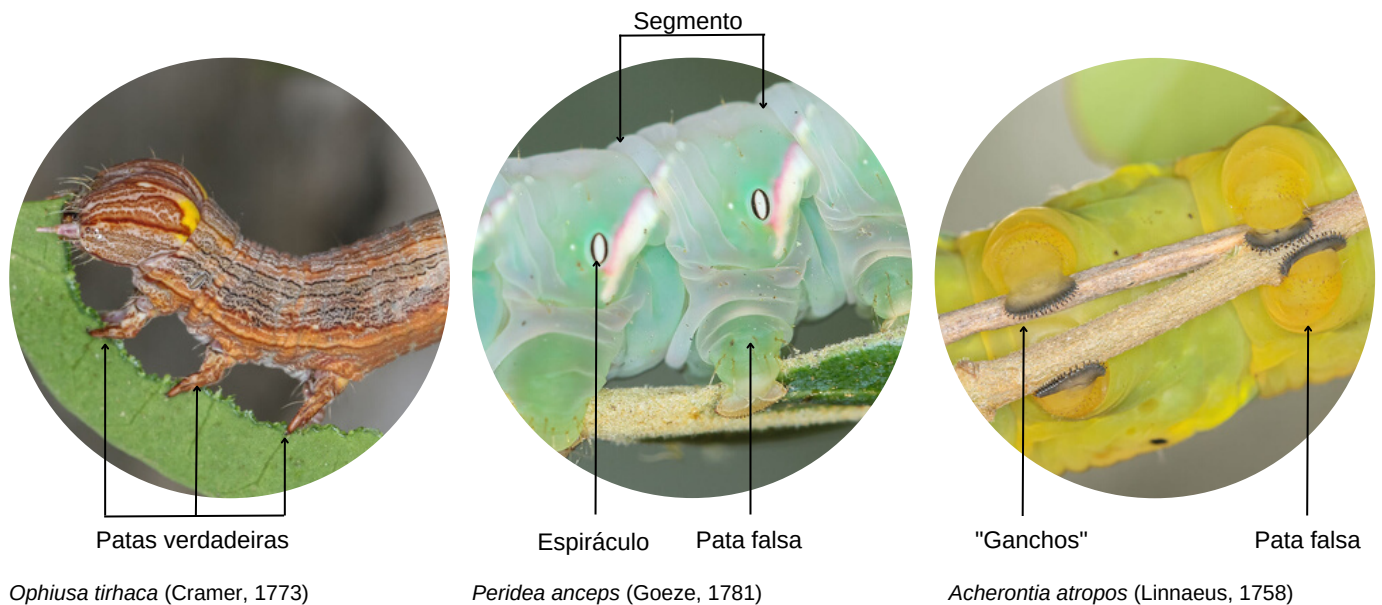 Segmento
Patas verdadeiras
Espiráculo
Pata falsa
"Ganchos"
Pata falsa
Ophiusa tirhaca (Cramer, 1773)
Peridea anceps (Goeze, 1781)
Acherontia atropos (Linnaeus, 1758)